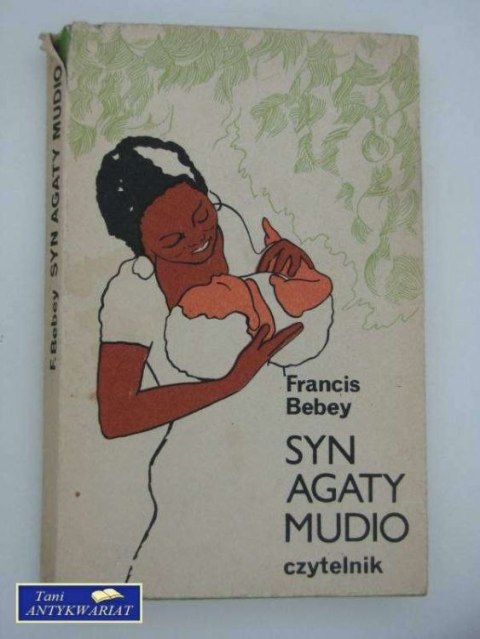 F. Bebey SYN AGATY MUDIO
Francis
Bebey
SYN
AGATY
MUDIO
czytelnik
Tani
ANTYKWARIAT